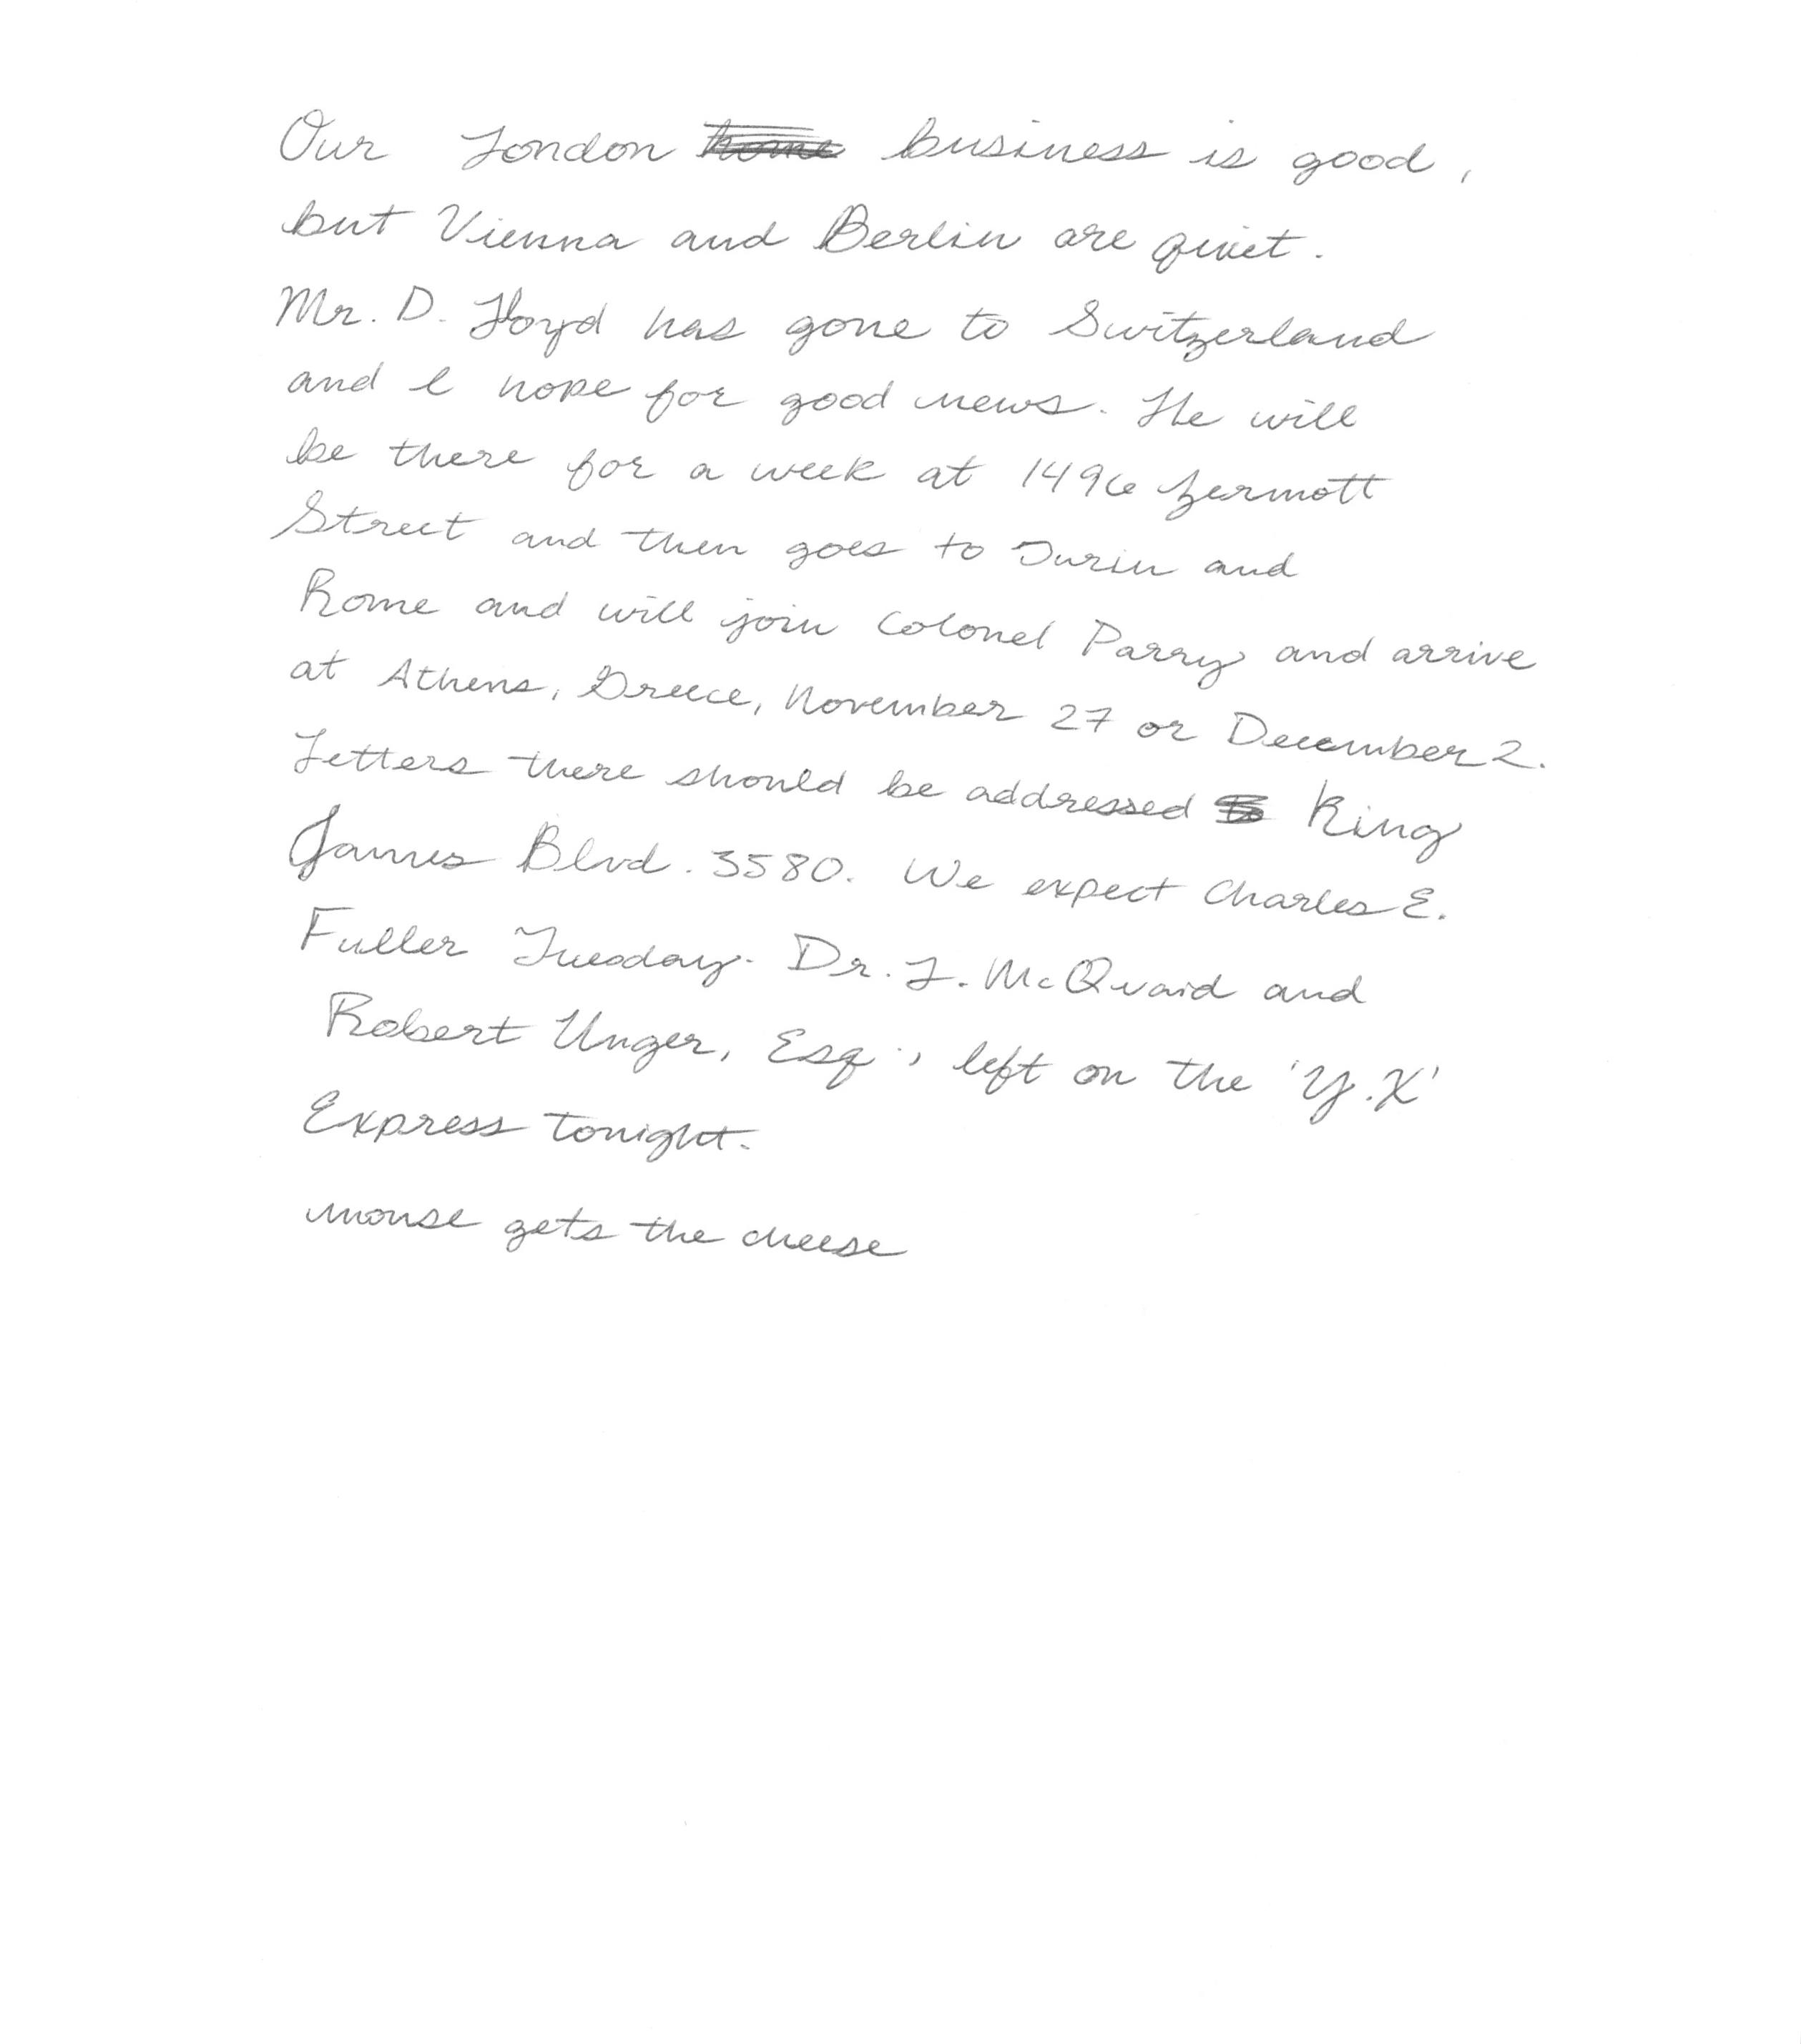 Our London home business is good,
but Vienna and Berlin are quiet.
Mr. D. Lloyd has gone to Switzerland
and I hope for good news. He will
be there for a week at 1496 Zermott
Street and then goes to Turin and
Rome and will join Colonel Parry and arrive
at Athens, Greece, November 27 or December 2.
Letters there should be addressed to King
James Blvd. 3580. We expect Charles E.
Fuller Tuesday. Dr. L. McQuaid and
Robert Unger, Esq., left on the 'Y.X'
Express tonight.
mouse gets the cheese